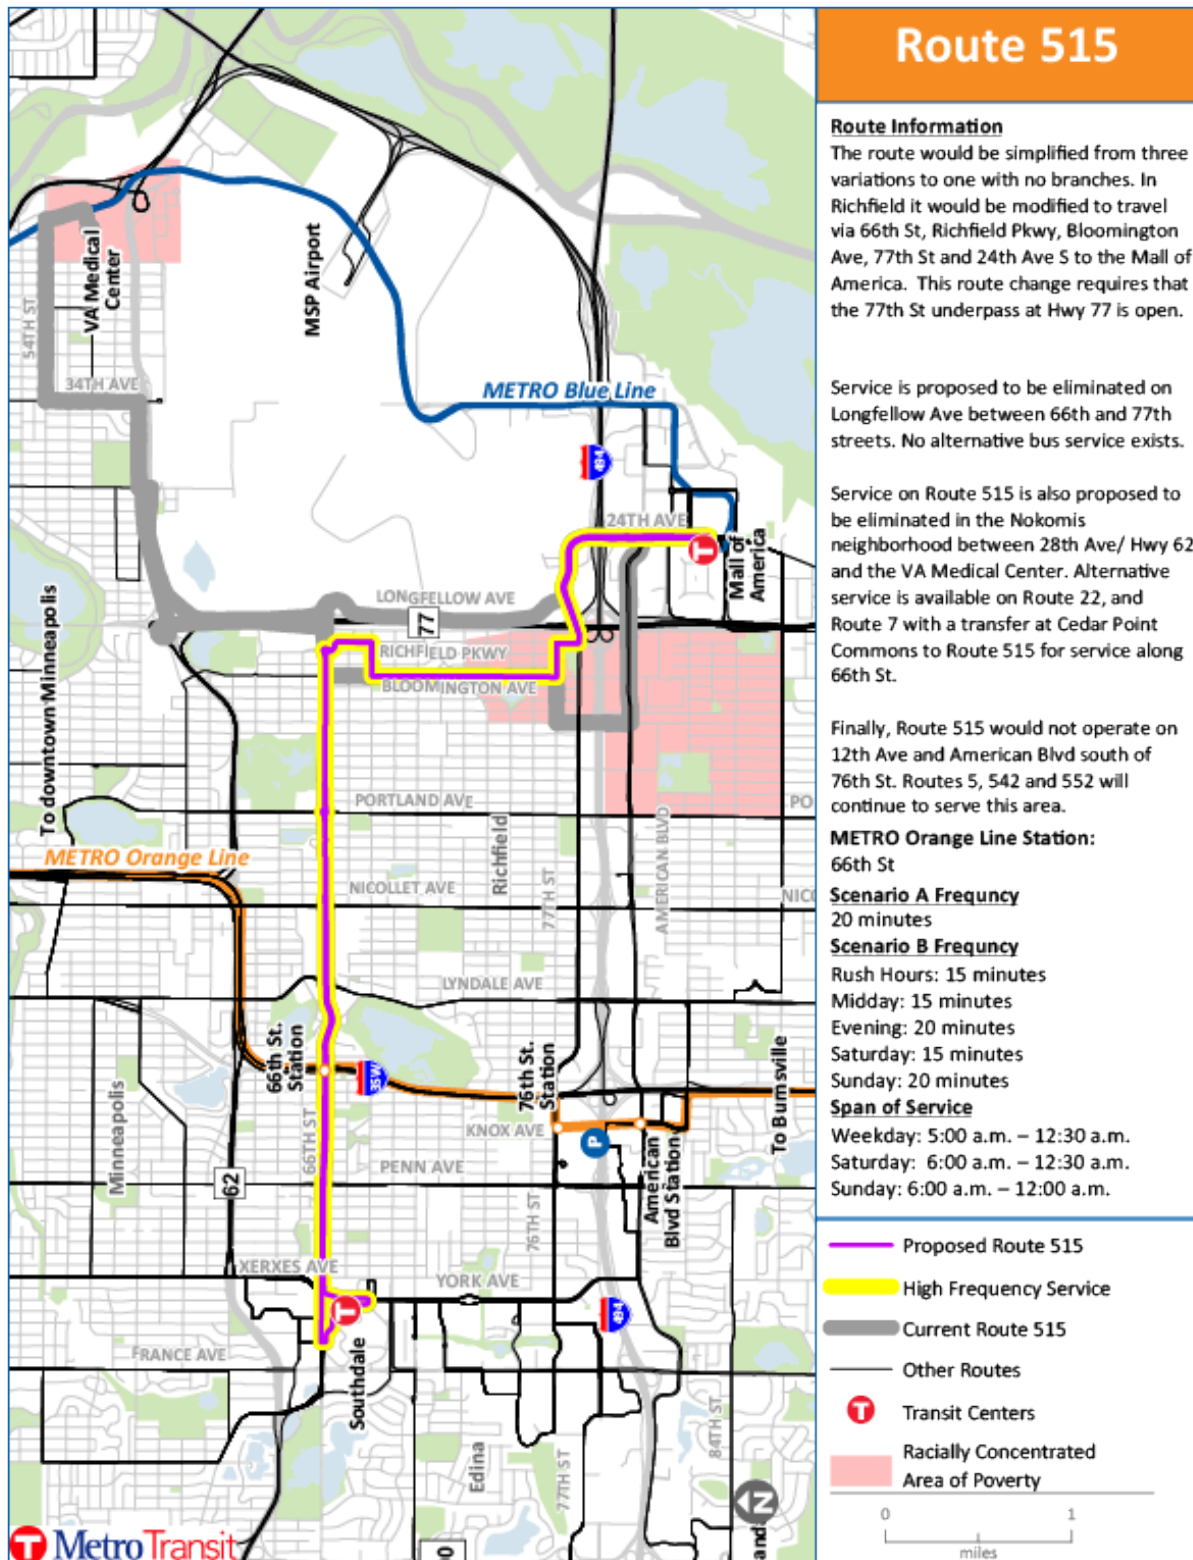 Route 515
Route Information
The route would be simplified from three
variations to one with no branches. In
Richfield it would be modified to travel
via 66th St, Richfield Pkwy, Bloomington
Ave, 77th St and 24th Ave S to the Mall of
America.  This route change requires that
the 77th St underpass at Hwy 77 is open.
Service is proposed to be eliminated on
Longfellow Ave between 66th and 77th
streets. No alternative bus service exists.
Service on Route 515 is also proposed to
be eliminated in the Nokomis
neighborhood between 28th Ave/ Hwy 62
and the VA Medical Center. Alternative
service is available on Route 22, and
Route 7 with a transfer at Cedar Point
Commons to Route 515 for service along
66th St.
Finally, Route 515 would not operate on
12th Ave and American Blvd south of
76th St. Routes 5, 542 and 552 will
continue to serve this area.
METRO Orange Line Station:
66th St
Scenario A Frequncy
20 minutes
Scenario B Frequncy
Rush Hours: 15 minutes
Midday: 15 minutes
Evening: 20 minutes
Saturday: 15 minutes
Sunday: 20 minutes
Span of Service
Weekday: 5:00 a.m. – 12:30 a.m.
Saturday:  6:00 a.m. – 12:30 a.m.
Sunday: 6:00 a.m. – 12:00 a.m.
Proposed Route 515
High Frequency Service
Current Route 515
Other Routes
T
Transit Centers
Racially Concentrated
Area of Poverty
0
1
miles
54TH ST
VA Medical
Center
34TH AVE
MSP Airport
METRO Blue Line
494
24TH AVE
T
Mall of
America
LONGFELLOW AVE
77
RICHFIELD PKWY
BLOOMINGTON AVE
To downtown Minneapolis
PORTLAND AVE
PO
METRO Orange Line
Richfield
NICOLLET AVE
77TH ST
AMERICAN BLVD
NICO
LYNDALE AVE
66th St.
Station
35W
76th St.
Station
KNOX AVE
P
American
Blvd Station
To Burnsville
Minneapolis
66TH ST
PENN AVE
62
76TH ST
XERXES AVE
YORK AVE
T
494
FRANCE AVE
Southdale
Edina
77TH ST
84TH ST
N
T MetroTransit